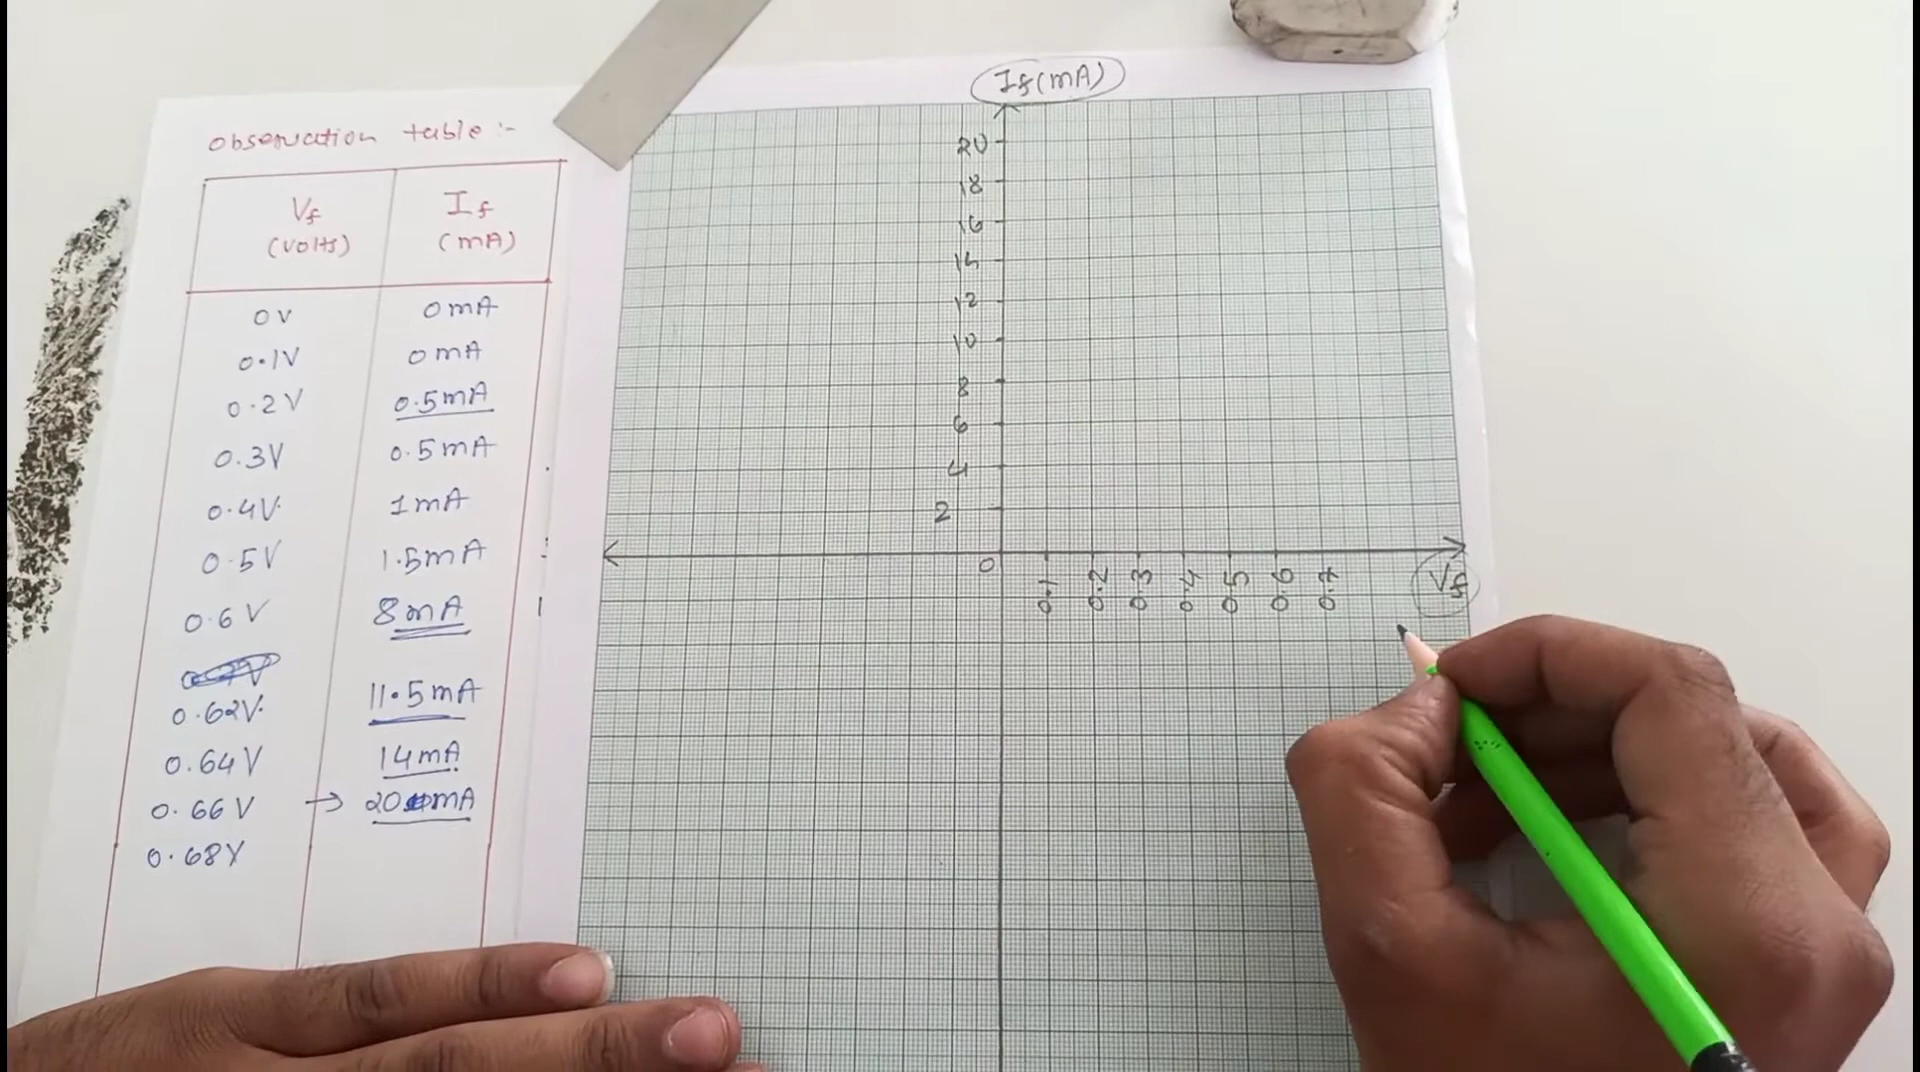 Observation table :-
Vf
(volts)
If
(mA)
0V
0mA
0.1V
0mA
0.2V
0.5mA
0.3V
0.5mA
0.4V.
1mA
0.5V
1.5mA
0.6V
8mA
0.62V.
11.5mA
0.64V
14mA.
0.66V
→ 20mA
0.68V
If(mA)
20
18
16
14
12
10
8
6
4
2
0
0.1
0.2
0.3
0.4
0.5
0.6
0.7
Vf